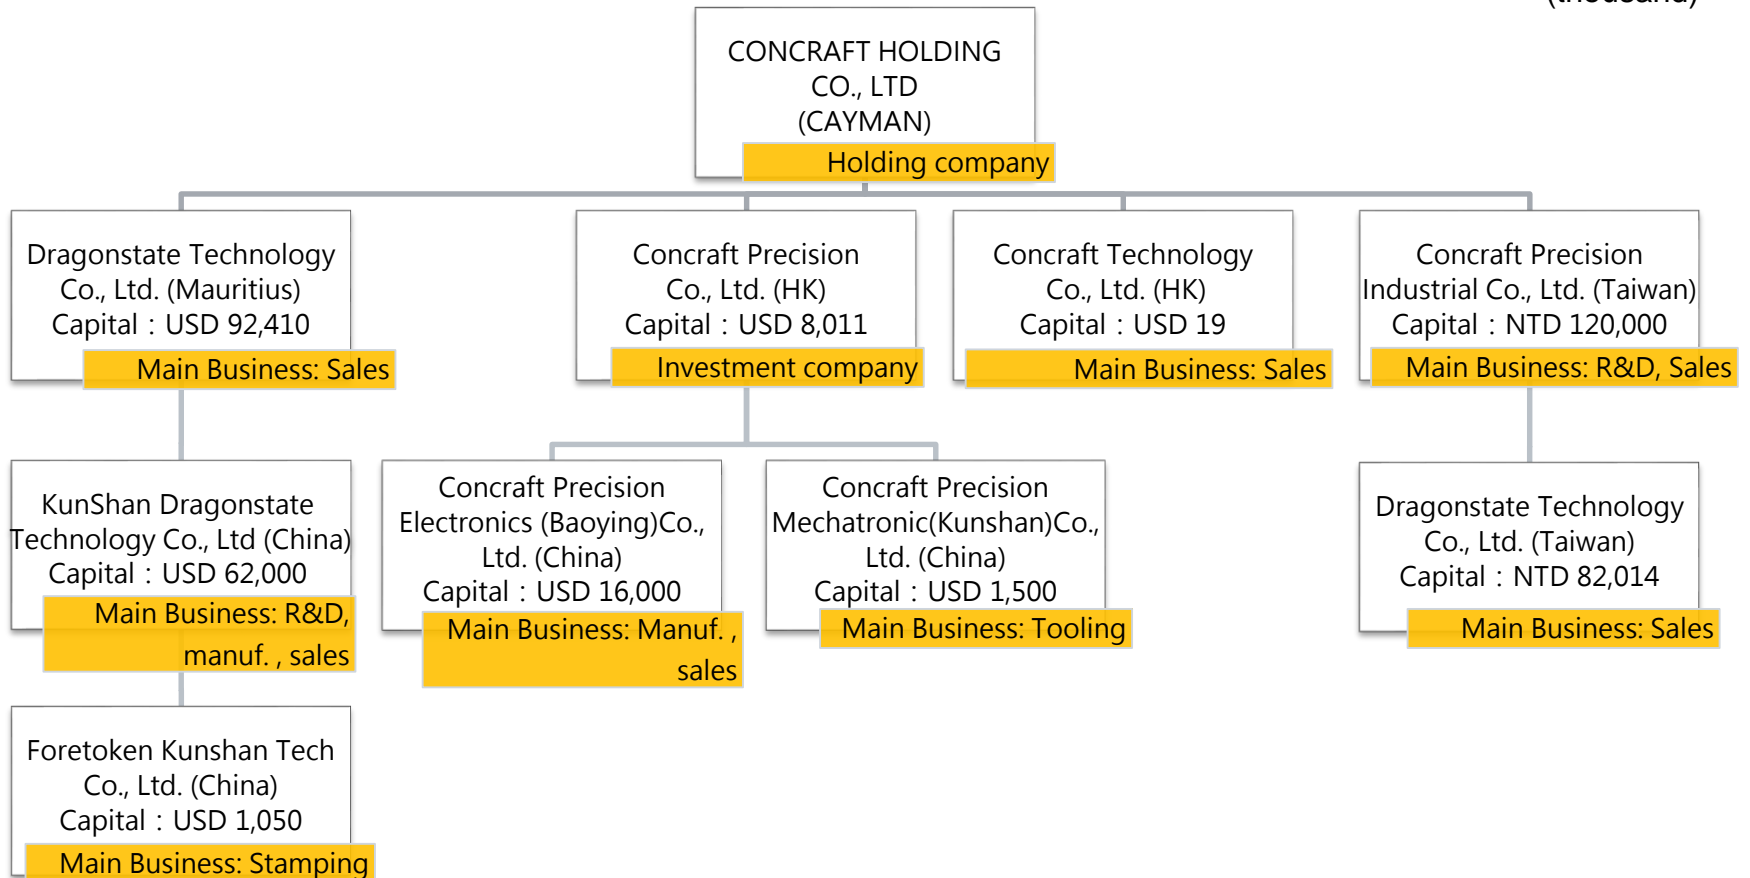 (thousand)
CONCRAFT HOLDING
CO., LTD
(CAYMAN)
Holding company
Dragonstate Technology
Co., Ltd. (Mauritius)
Capital：USD 92,410
Main Business: Sales
Concraft Precision
Co., Ltd. (HK)
Capital：USD 8,011
Investment company
Concraft Technology
Co., Ltd. (HK)
Capital：USD 19
Main Business: Sales
Concraft Precision
Industrial Co., Ltd. (Taiwan)
Capital：NTD 120,000
Main Business: R&D, Sales
KunShan Dragonstate
Technology Co., Ltd (China)
Capital：USD 62,000
Main Business: R&D,
manuf. , sales
Concraft Precision
Electronics (Baoying)Co.,
Ltd. (China)
Capital：USD 16,000
Main Business: Manuf. ,
sales
Concraft Precision
Mechatronic(Kunshan)Co.,
Ltd. (China)
Capital：USD 1,500
Main Business: Tooling
Dragonstate Technology
Co., Ltd. (Taiwan)
Capital：NTD 82,014
Main Business: Sales
Foretoken Kunshan Tech
Co., Ltd. (China)
Capital：USD 1,050
Main Business: Stamping